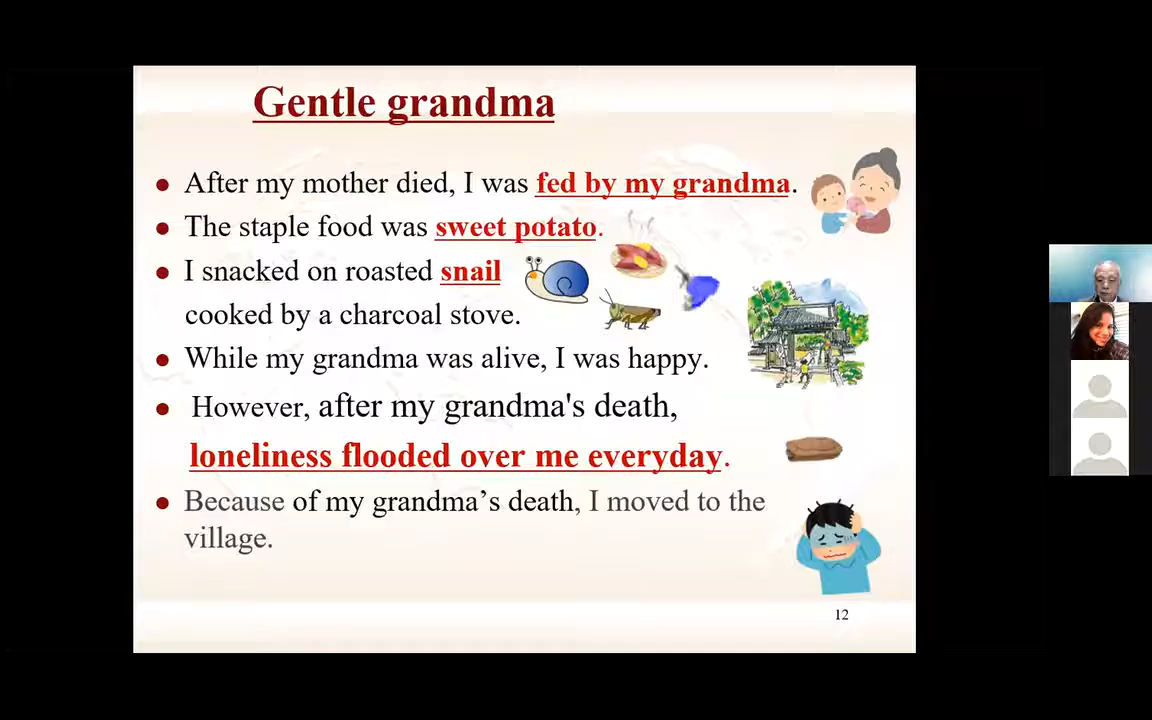 Gentle grandma
● After my mother died, I was fed by my grandma.
● The staple food was sweet potato.
● I snacked on roasted snail
cooked by a charcoal stove.
● While my grandma was alive, I was happy.
● However, after my grandma's death,
loneliness flooded over me everyday.
● Because of my grandma’s death, I moved to the
village.
12